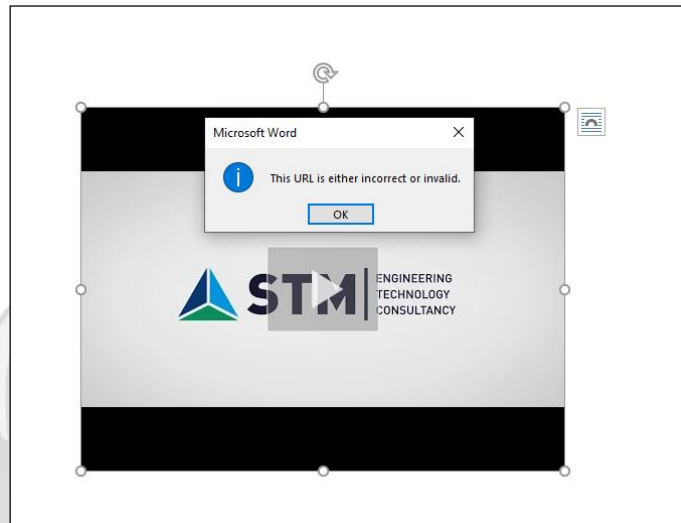 Microsoft Word
This URL is either incorrect or invalid.
OK
STM
ENGINEERING
TECHNOLOGY
CONSULTANCY